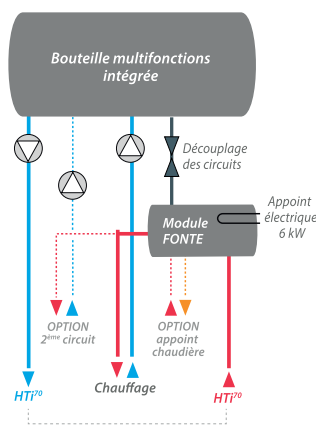 Bouteille multifonctions
intégrée
Découplage
des circuits
Appoint
électrique
6 kW
Module
FONTE
OPTION
2ème circuit
OPTION
appoint
chaudière
Chauffage
HTi70
HTi70